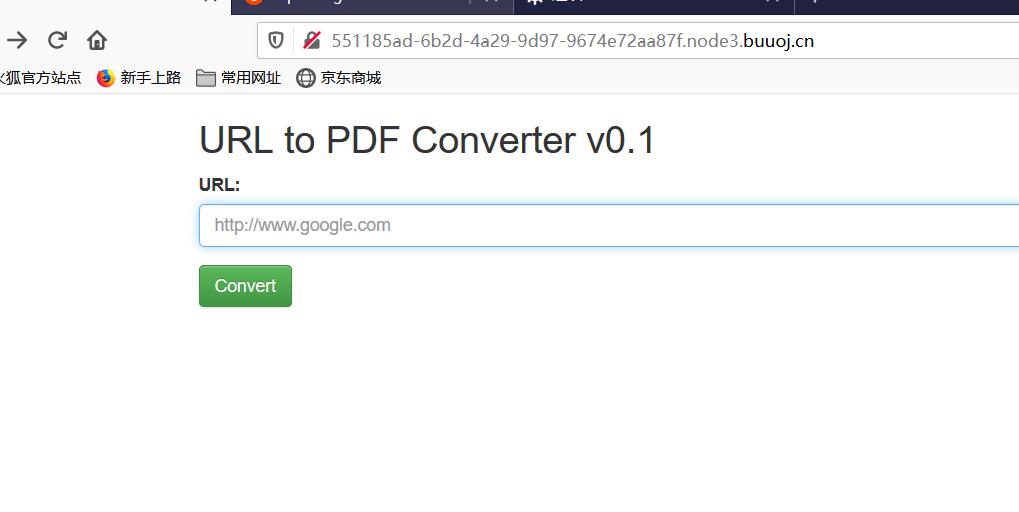 551185ad-6b2d-4a29-9d97-9674e72aa87f.node3.buuoj.cn
火狐官方站点 新手上路 常用网址 京东商城
URL to PDF Converter v0.1
URL:
http://www.google.com
Convert